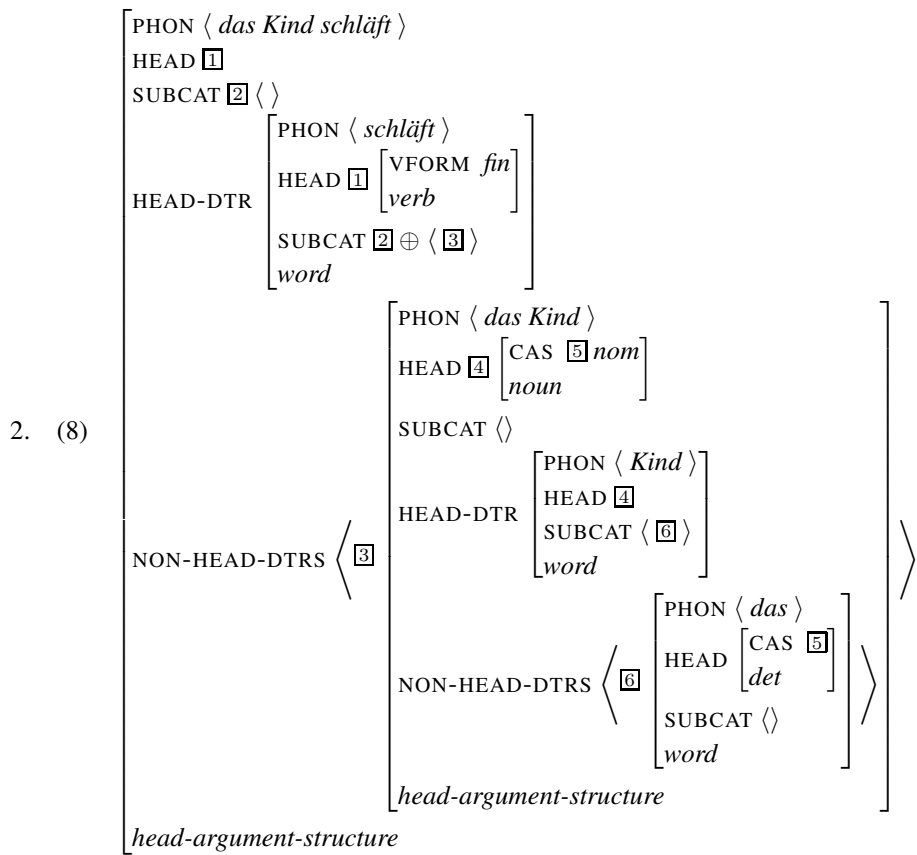 PHON ⟨ das Kind schläft ⟩
HEAD 1
SUBCAT 2 ⟨ ⟩
PHON ⟨ schläft ⟩
HEAD-DTR HEAD 1 [VFORM fin
verb]
SUBCAT 2 ⊕ ⟨ 3 ⟩
word
PHON ⟨ das Kind ⟩
HEAD 4 [CAS 5 nom
noun]
2. (8)
SUBCAT ⟨⟩
PHON ⟨ Kind ⟩
HEAD-DTR HEAD 4
SUBCAT ⟨ 6 ⟩
word
NON-HEAD-DTRS ⟨ 3
PHON ⟨ das ⟩
NON-HEAD-DTRS ⟨ 6 HEAD [CAS 5
det]
SUBCAT ⟨⟩
word ⟩ ⟩
head-argument-structure
head-argument-structure